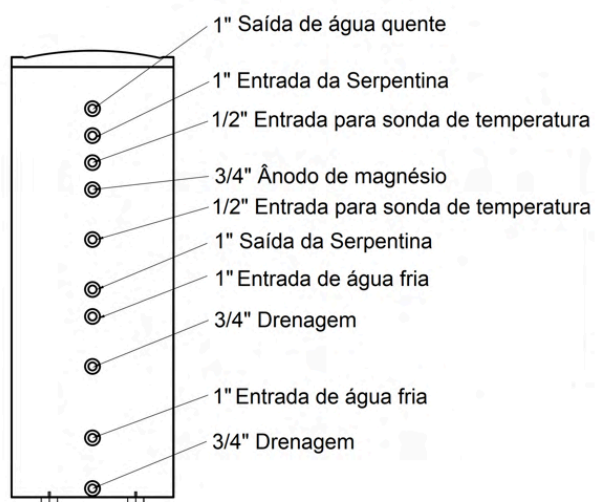 1" Saída de água quente
1" Entrada da Serpentina
1/2" Entrada para sonda de temperatura
3/4" Ânodo de magnésio
1/2" Entrada para sonda de temperatura
1" Saída da Serpentina
1" Entrada de água fria
3/4" Drenagem
1" Entrada de água fria
3/4" Drenagem